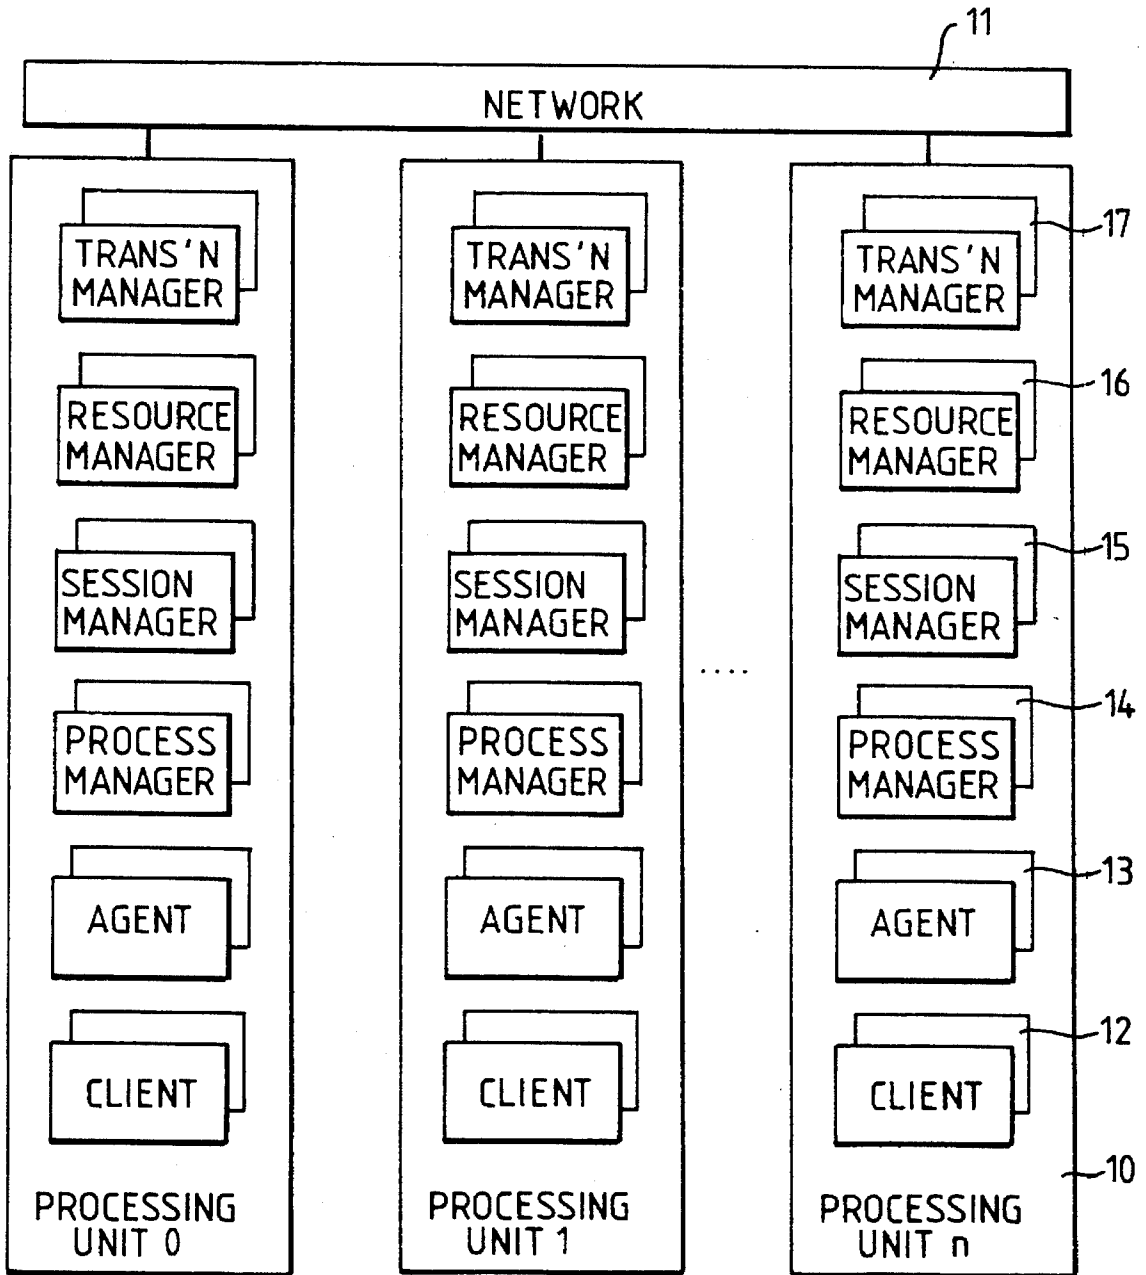 11
NETWORK
TRANS'N
MANAGER
TRANS'N
MANAGER
TRANS'N
MANAGER
17
RESOURCE
MANAGER
RESOURCE
MANAGER
RESOURCE
MANAGER
16
SESSION
MANAGER
SESSION
MANAGER
SESSION
MANAGER
15
....
PROCESS
MANAGER
PROCESS
MANAGER
PROCESS
MANAGER
14
AGENT
AGENT
AGENT
13
CLIENT
CLIENT
CLIENT
12
10
PROCESSING
UNIT 0
PROCESSING
UNIT 1
PROCESSING
UNIT n